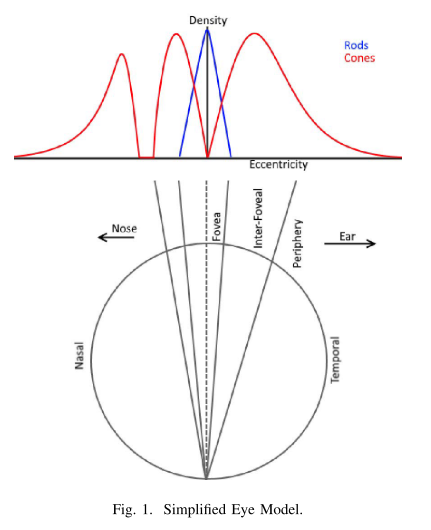 Density
Rods
Cones
Eccentricity
Nose
Fovea
Inter-Foveal
Periphery
Ear
Nasal
Temporal
Fig. 1. Simplified Eye Model.